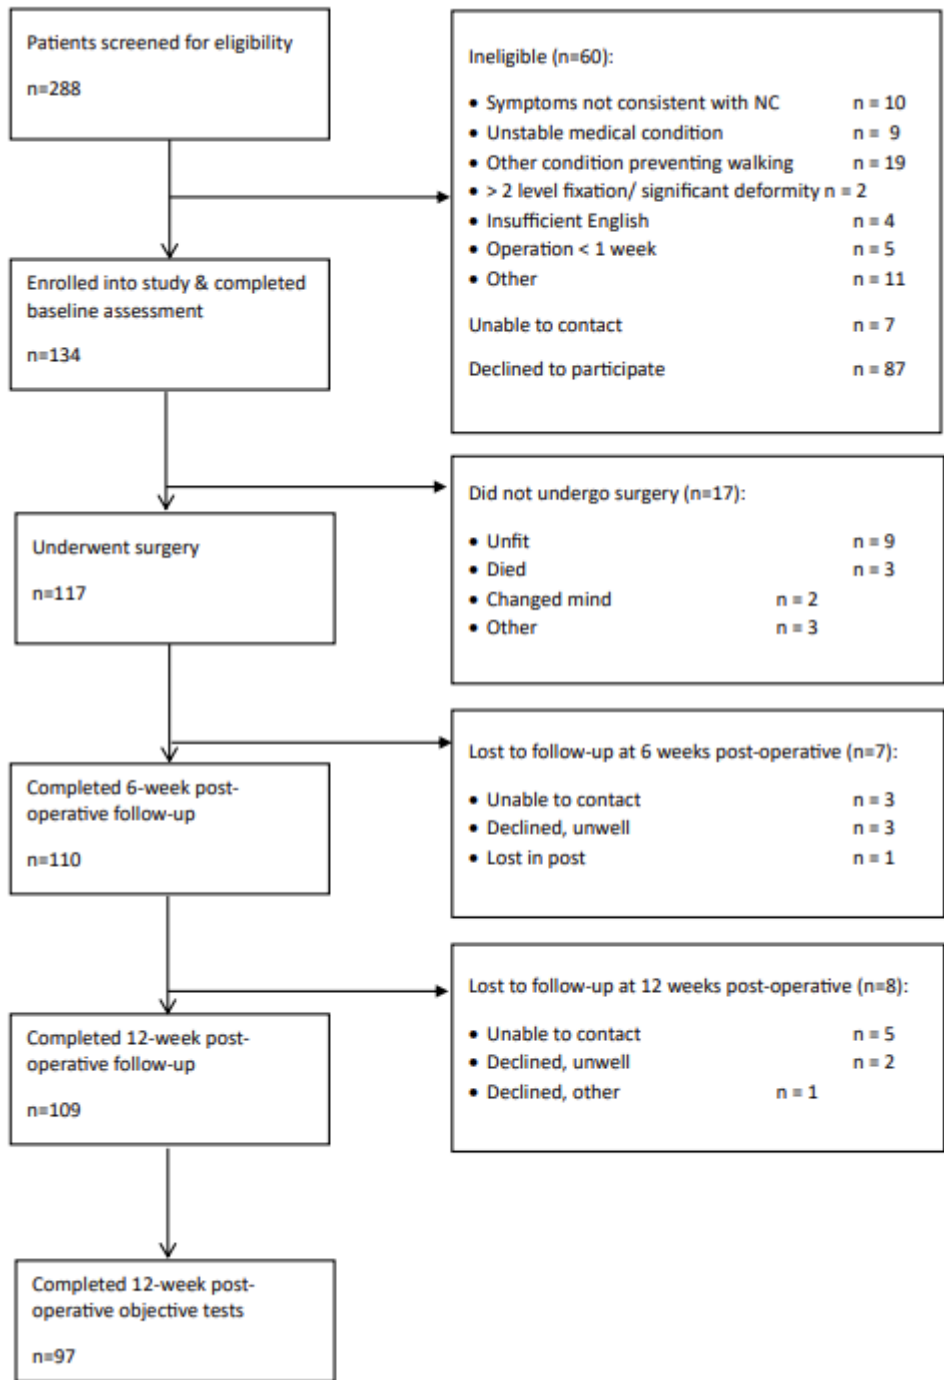 Patients screened for eligibility
n=288
Ineligible (n=60):
• Symptoms not consistent with NC n = 10
• Unstable medical condition n = 9
• Other condition preventing walking n = 19
• > 2 level fixation/ significant deformity n = 2
• Insufficient English n = 4
• Operation < 1 week n = 5
• Other n = 11
Unable to contact n = 7
Declined to participate n = 87
Enrolled into study & completed
baseline assessment
n=134
Did not undergo surgery (n=17):
• Unfit n = 9
• Died n = 3
• Changed mind n = 2
• Other n = 3
Underwent surgery
n=117
Lost to follow-up at 6 weeks post-operative (n=7):
• Unable to contact n = 3
• Declined, unwell n = 3
• Lost in post n = 1
Completed 6-week post-
operative follow-up
n=110
Lost to follow-up at 12 weeks post-operative (n=8):
• Unable to contact n = 5
• Declined, unwell n = 2
• Declined, other n = 1
Completed 12-week post-
operative follow-up
n=109
Completed 12-week post-
operative objective tests
n=97